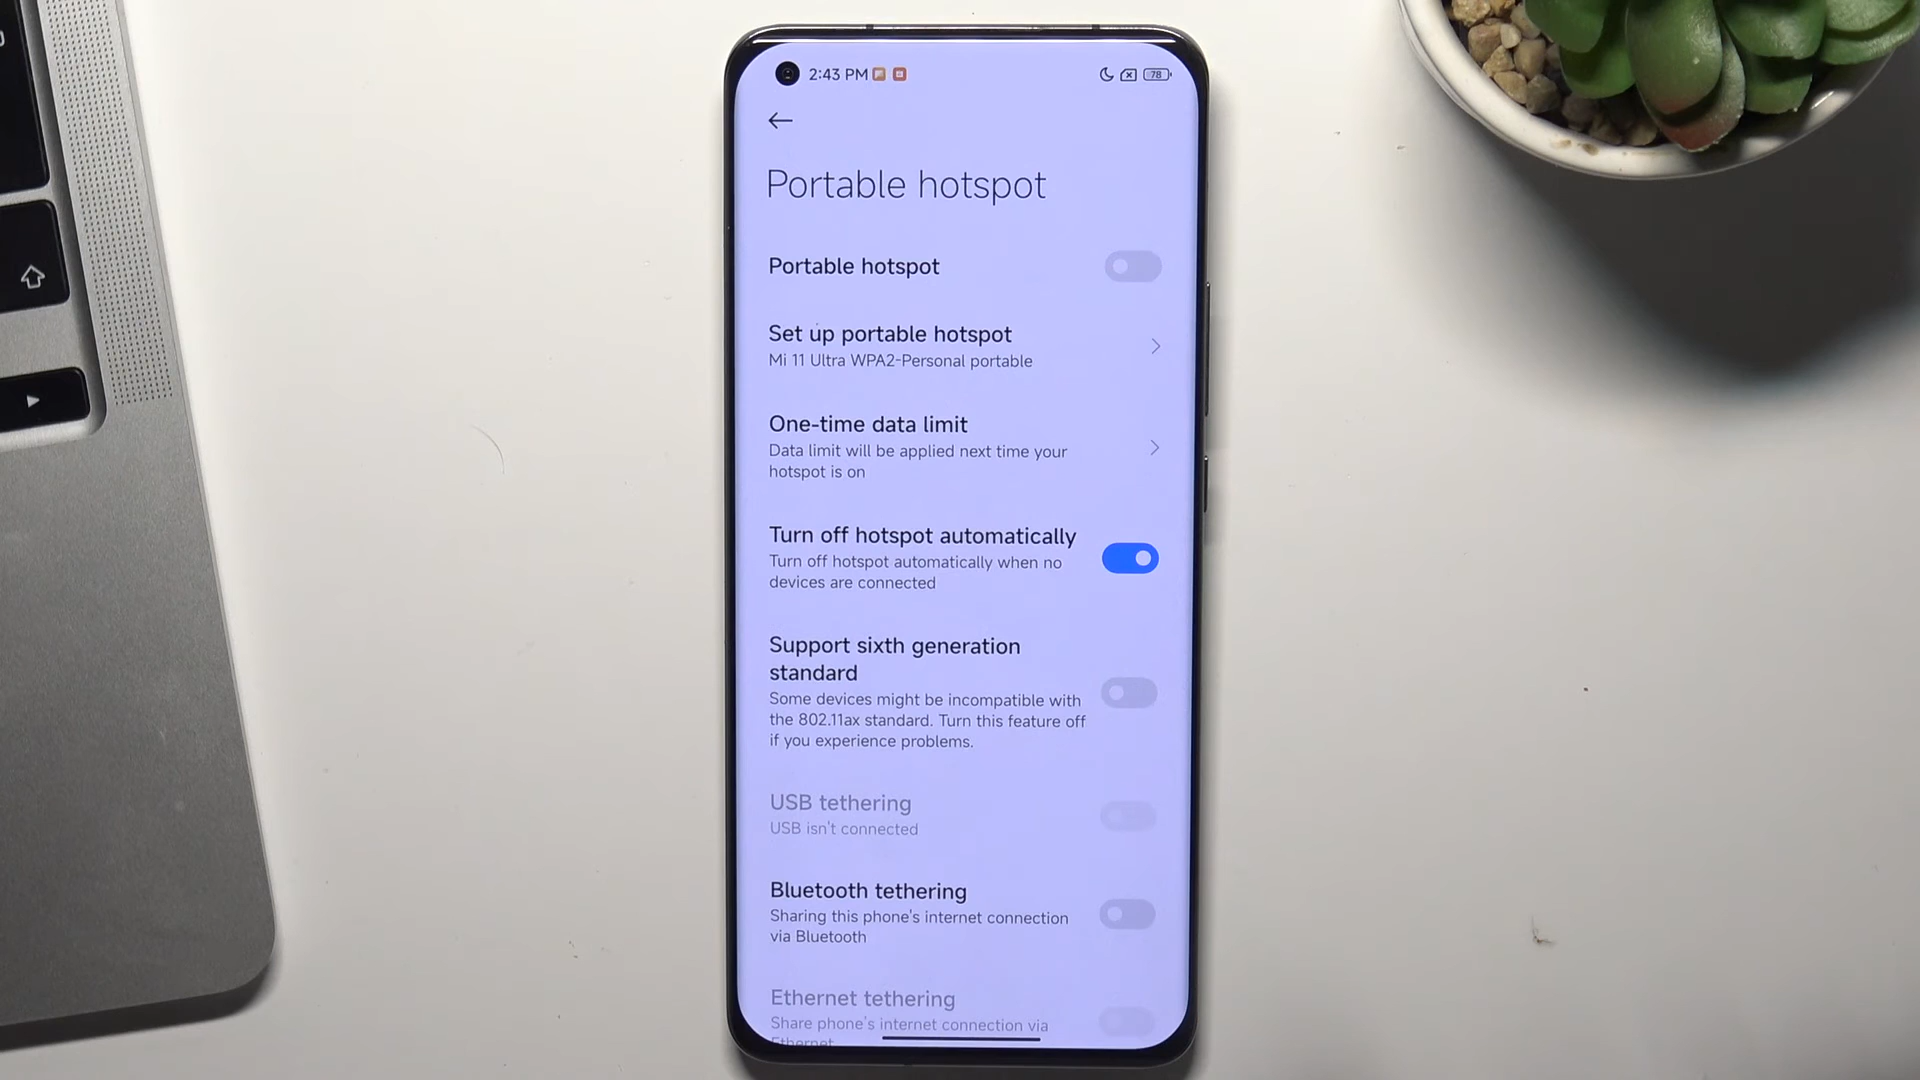 2:43 PM
78
Portable hotspot
Portable hotspot
Set up portable hotspot
Mi 11 Ultra WPA2-Personal portable
One-time data limit
Data limit will be applied next time your
hotspot is on
Turn off hotspot automatically
Turn off hotspot automatically when no
devices are connected
Support sixth generation
standard
Some devices might be incompatible with
the 802.11ax standard. Turn this feature off
if you experience problems.
USB tethering
USB isn't connected
Bluetooth tethering
Sharing this phone's internet connection
via Bluetooth
Ethernet tethering
Share phone's internet connection via
Ethernet